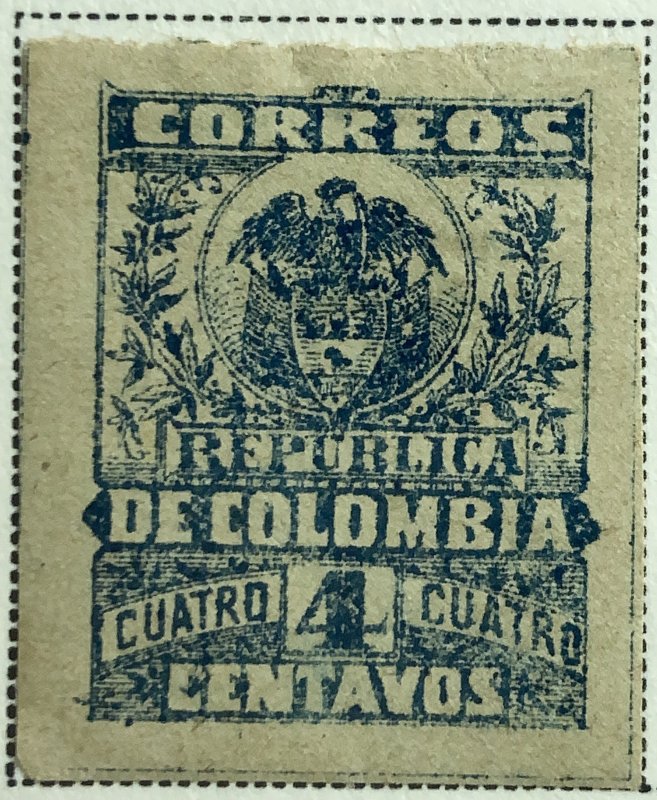 CORREOS
REPUBLICA
DE COLOMBIA
CUATRO 4 CUATRO
CENTAVOS